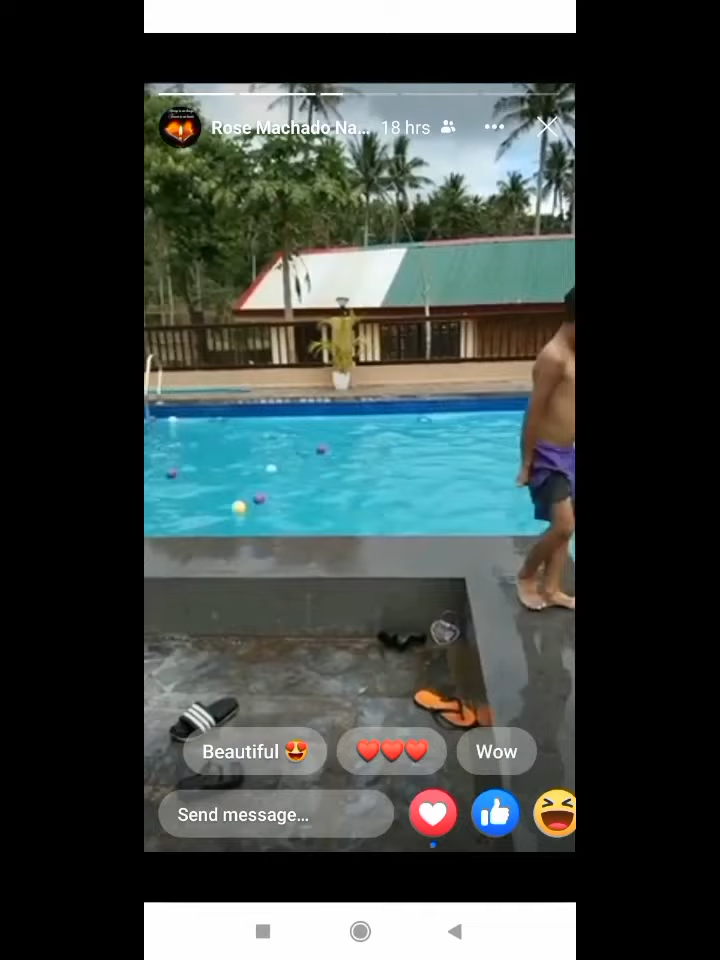 Rose Machado Na... 18 hrs
Beautiful 😍
❤️❤️❤️
Wow
Send message...